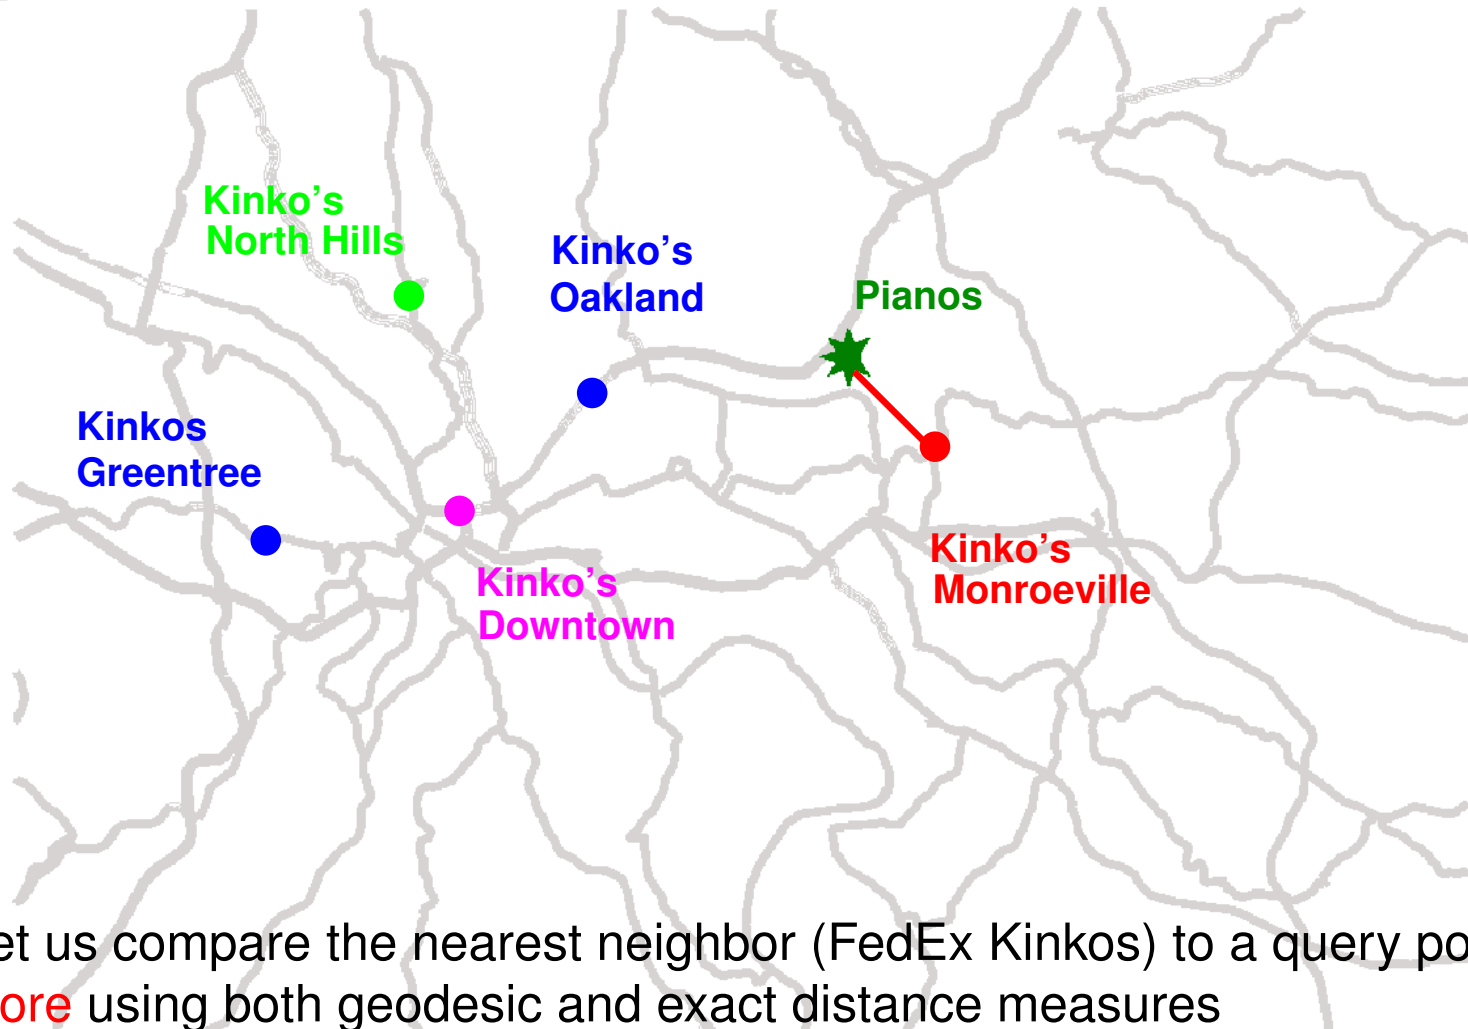 Kinko’s
North Hills
Kinko’s
Oakland
Pianos
Kinkos
Greentree
Kinko’s
Downtown
Kinko’s
Monroeville
et us compare the nearest neighbor (FedEx Kinkos) to a query po
ore using both geodesic and exact distance measures